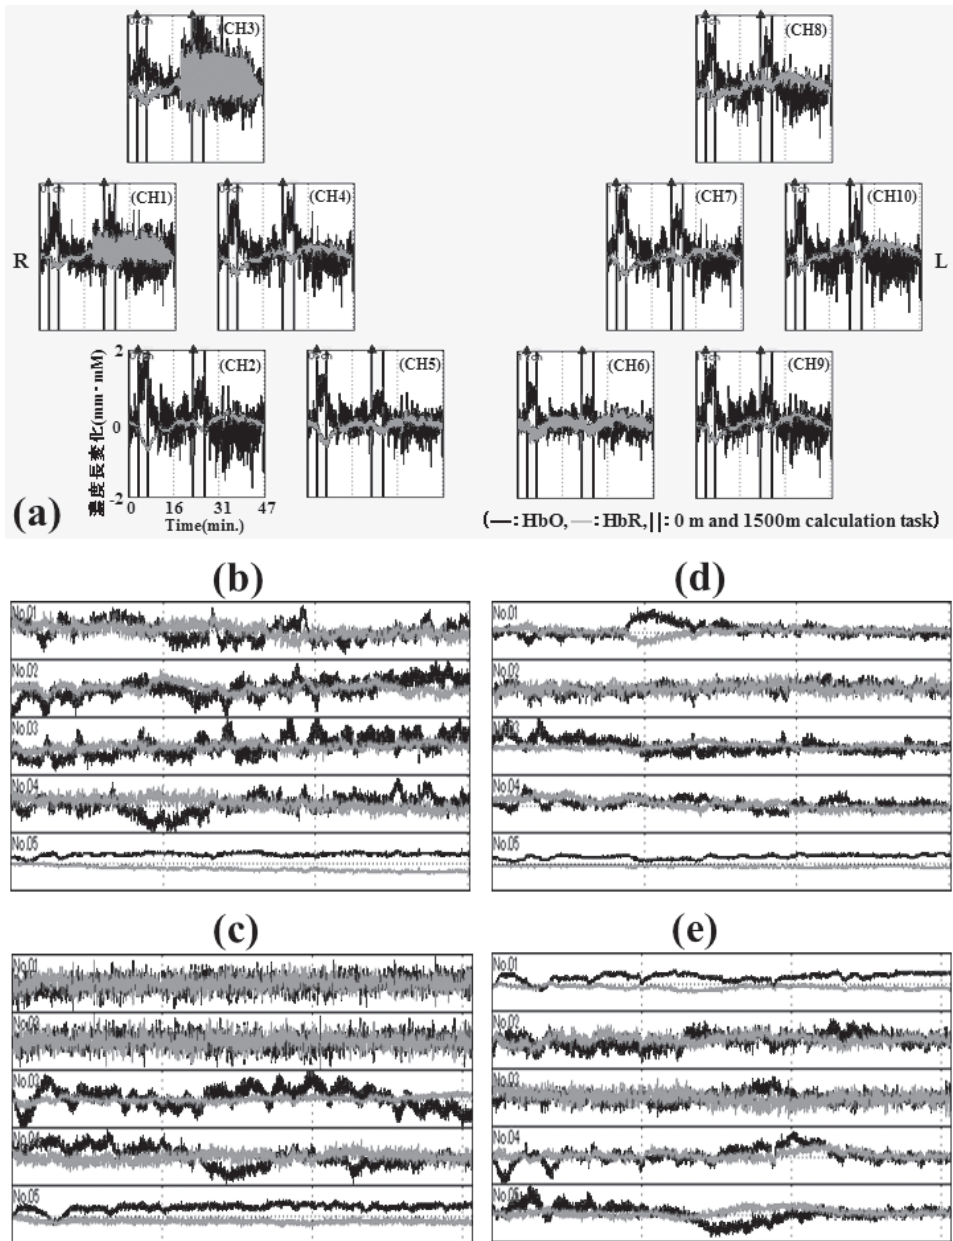 (CH3)
(CH8)
(CH1)
(CH4)
(CH7)
(CH10)
R
L
(CH2)
(CH5)
(CH6)
(CH9)
濃度長変化(mm・mM)
2
0
-2
0 16 31 47
Time(min.)
(a)
(—:HbO, —:HbR, ||: 0 m and 1500m calculation task)
(b)
No.01
No.02
No.03
No.04
No.05
(d)
No.01
No.02
No.03
No.04
No.05
(c)
No.01
No.02
No.03
No.04
No.05
(e)
No.01
No.02
No.03
No.04
No.05